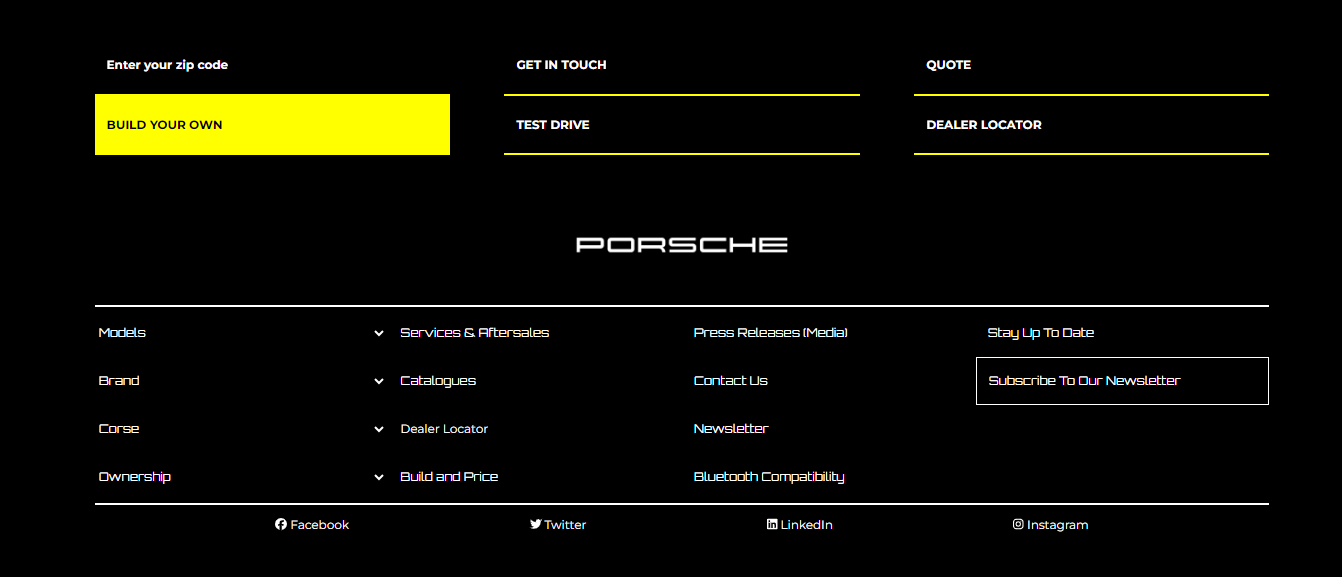 Enter your zip code
GET IN TOUCH
QUOTE
BUILD YOUR OWN
TEST DRIVE
DEALER LOCATOR
PORSCHE
Models
Services & Aftersales
Press Releases (Media)
Stay Up To Date
Brand
Catalogues
Contact Us
Subscribe To Our Newsletter
Corse
Dealer Locator
Newsletter
Ownership
Build and Price
Bluetooth Compatibility
Facebook
Twitter
LinkedIn
Instagram